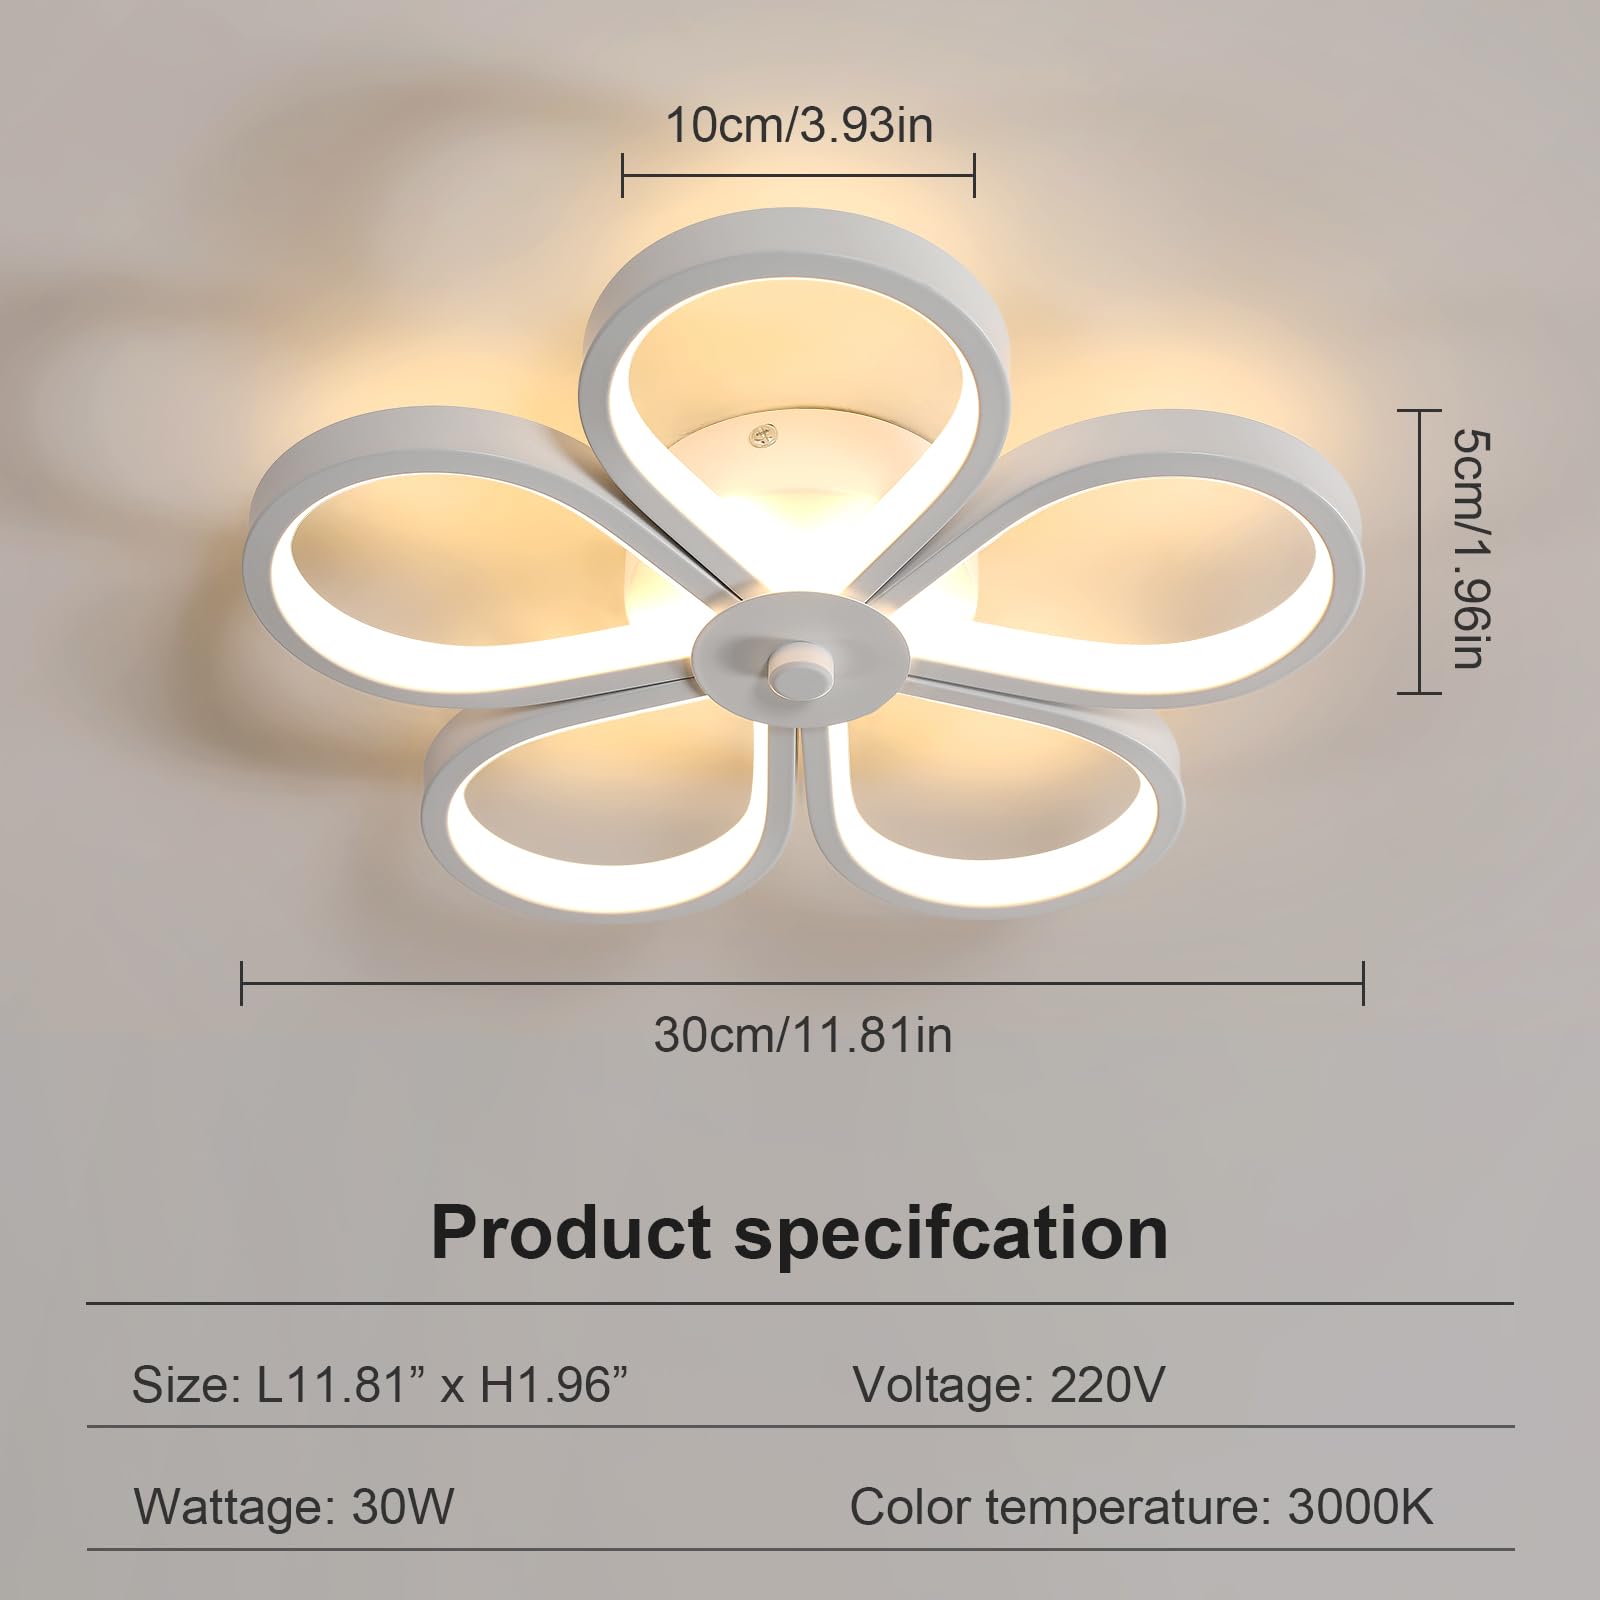 10cm/3.93in
5cm/1.96in
30cm/11.81in
Product specifcation
Size: L11.81” x H1.96”
Voltage: 220V
Wattage: 30W
Color temperature: 3000K